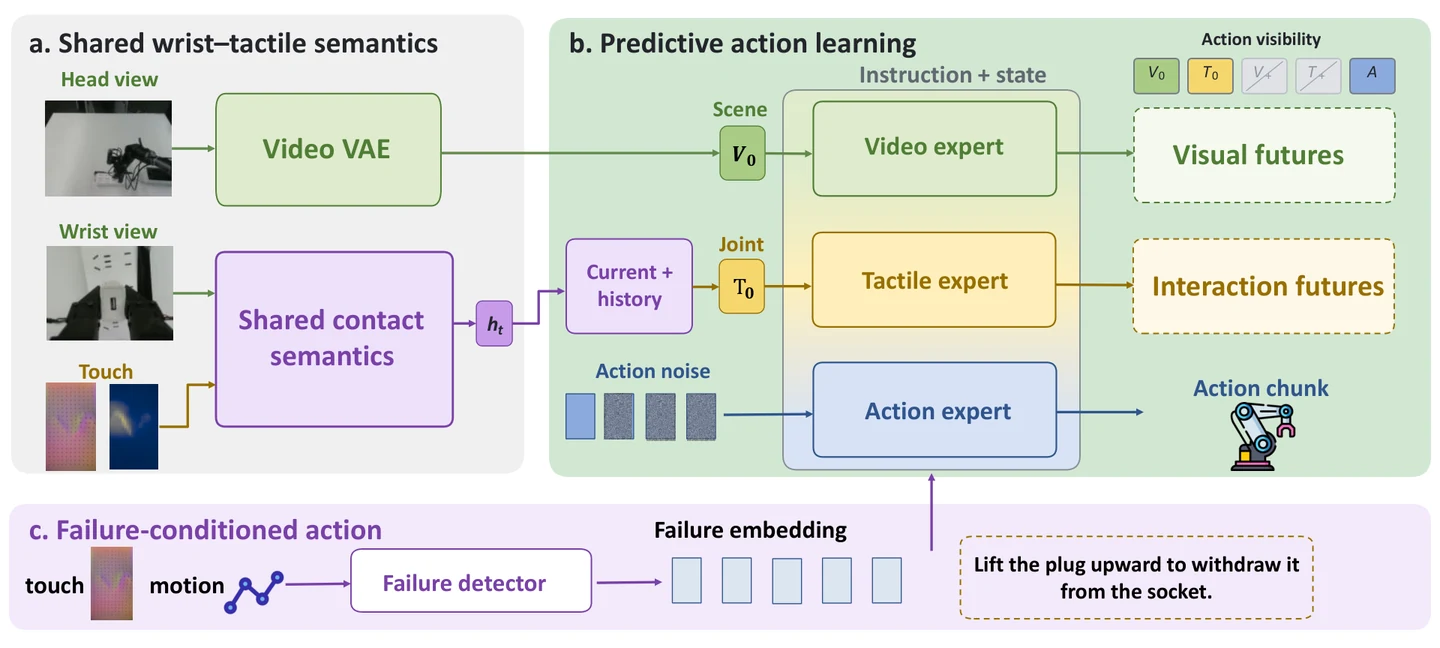 a. Shared wrist–tactile semantics
Head view
Video VAE
Wrist view
Shared contact
semantics
Touch
hₜ
b. Predictive action learning
Instruction + state
Action visibility
V₀
T₀
V₊
T₊
A
Scene
V₀
Video expert
Visual futures
Current +
history
Joint
T₀
Tactile expert
Interaction futures
Action noise
Action expert
Action chunk
c. Failure-conditioned action
touch
motion
Failure detector
Failure embedding
Lift the plug upward to withdraw it
from the socket.